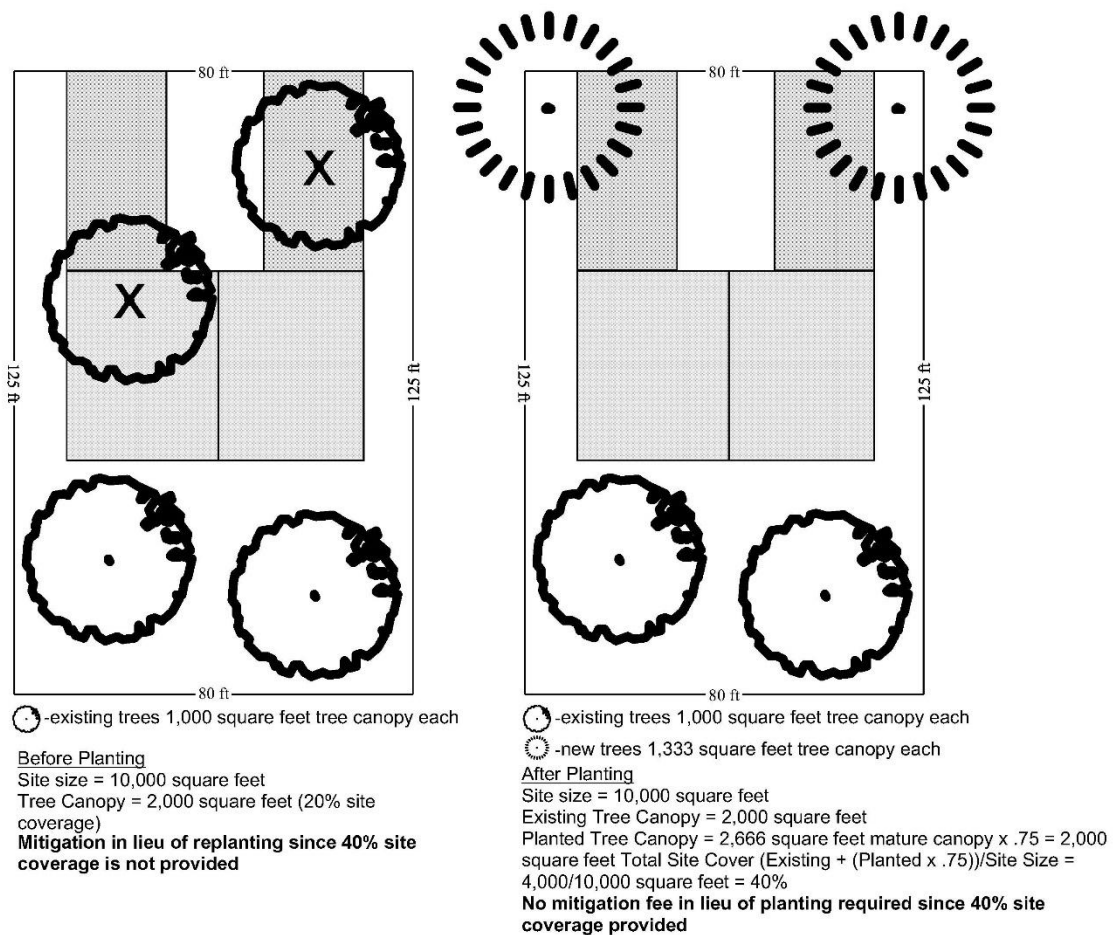 80 ft
125 ft
125 ft
X
X
80 ft
-existing trees 1,000 square feet tree canopy each
Before Planting
Site size = 10,000 square feet
Tree Canopy = 2,000 square feet (20% site
coverage)
Mitigation in lieu of replanting since 40% site
coverage is not provided
80 ft
125 ft
125 ft
80 ft
-existing trees 1,000 square feet tree canopy each
-new trees 1,333 square feet tree canopy each
After Planting
Site size = 10,000 square feet
Existing Tree Canopy = 2,000 square feet
Planted Tree Canopy = 2,666 square feet mature canopy x .75 = 2,000
square feet Total Site Cover (Existing + (Planted x .75))/Site Size =
4,000/10,000 square feet = 40%
No mitigation fee in lieu of planting required since 40% site
coverage provided